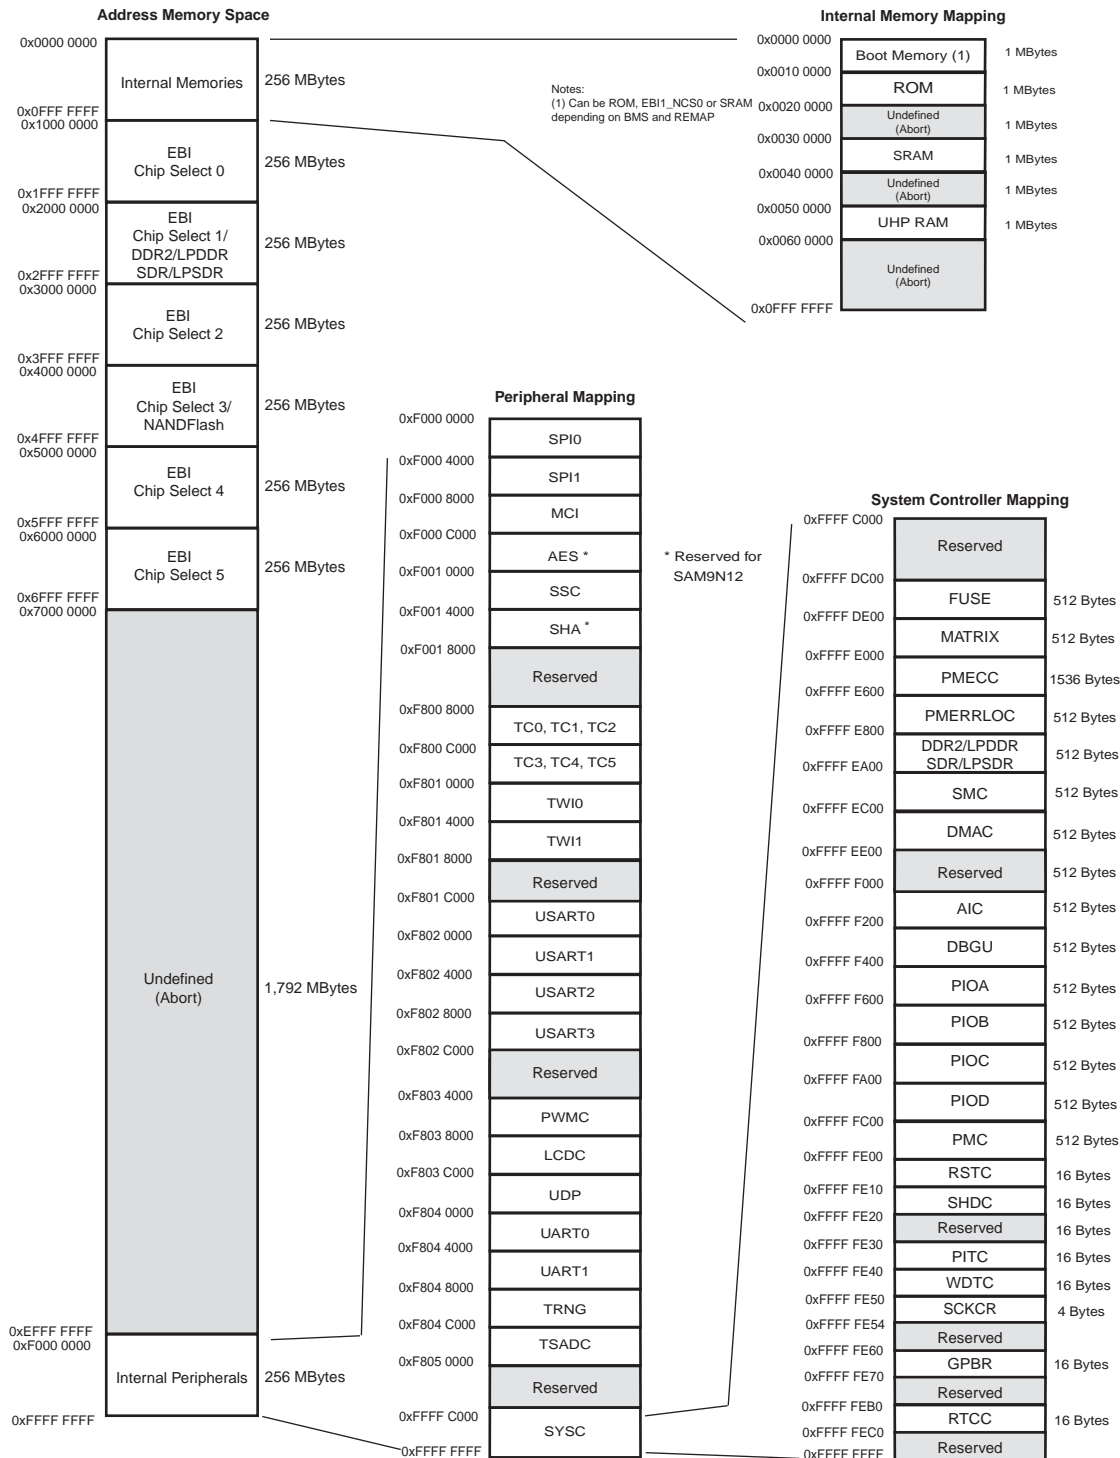 Address Memory Space
0x0000 0000
Internal Memories
256 MBytes
0x0FFF FFFF
0x1000 0000
EBI
Chip Select 0
256 MBytes
0x1FFF FFFF
0x2000 0000
EBI
Chip Select 1/
DDR2/LPDDR
SDR/LPSDR
256 MBytes
0x2FFF FFFF
0x3000 0000
EBI
Chip Select 2
256 MBytes
0x3FFF FFFF
0x4000 0000
EBI
Chip Select 3/
NANDFlash
256 MBytes
0x4FFF FFFF
0x5000 0000
EBI
Chip Select 4
256 MBytes
0x5FFF FFFF
0x6000 0000
EBI
Chip Select 5
256 MBytes
0x6FFF FFFF
0x7000 0000
Undefined
(Abort)
1,792 MBytes
0xEFFF FFFF
0xF000 0000
Internal Peripherals
256 MBytes
0xFFFF FFFF
Internal Memory Mapping
Notes:
(1) Can be ROM, EBI1_NCS0 or SRAM
depending on BMS and REMAP
0x0000 0000
Boot Memory (1)
1 MBytes
0x0010 0000
ROM
1 MBytes
0x0020 0000
Undefined
(Abort)
1 MBytes
0x0030 0000
SRAM
1 MBytes
0x0040 0000
Undefined
(Abort)
1 MBytes
0x0050 0000
UHP RAM
1 MBytes
0x0060 0000
Undefined
(Abort)
0x0FFF FFFF
Peripheral Mapping
0xF000 0000
SPI0
0xF000 4000
SPI1
0xF000 8000
MCI
0xF000 C000
AES *
* Reserved for
SAM9N12
0xF001 0000
SSC
0xF001 4000
SHA *
0xF001 8000
Reserved
0xF800 8000
TC0, TC1, TC2
0xF800 C000
TC3, TC4, TC5
0xF801 0000
TWI0
0xF801 4000
TWI1
0xF801 8000
Reserved
0xF801 C000
USART0
0xF802 0000
USART1
0xF802 4000
USART2
0xF802 8000
USART3
0xF802 C000
Reserved
0xF803 4000
PWMC
0xF803 8000
LCDC
0xF803 C000
UDP
0xF804 0000
UART0
0xF804 4000
UART1
0xF804 8000
TRNG
0xF804 C000
TSADC
0xF805 0000
Reserved
0xFFFF C000
SYSC
0xFFFF FFFF
System Controller Mapping
0xFFFF C000
Reserved
0xFFFF DC00
FUSE
512 Bytes
0xFFFF DE00
MATRIX
512 Bytes
0xFFFF E000
PMECC
1536 Bytes
0xFFFF E600
PMERRLOC
512 Bytes
0xFFFF E800
DDR2/LPDDR
SDR/LPSDR
512 Bytes
0xFFFF EA00
SMC
512 Bytes
0xFFFF EC00
DMAC
512 Bytes
0xFFFF EE00
Reserved
512 Bytes
0xFFFF F000
AIC
512 Bytes
0xFFFF F200
DBGU
512 Bytes
0xFFFF F400
PIOA
512 Bytes
0xFFFF F600
PIOB
512 Bytes
0xFFFF F800
PIOC
512 Bytes
0xFFFF FA00
PIOD
512 Bytes
0xFFFF FC00
PMC
512 Bytes
0xFFFF FE00
RSTC
16 Bytes
0xFFFF FE10
SHDC
16 Bytes
0xFFFF FE20
Reserved
16 Bytes
0xFFFF FE30
PITC
16 Bytes
0xFFFF FE40
WDTC
16 Bytes
0xFFFF FE50
SCKCR
4 Bytes
0xFFFF FE54
Reserved
0xFFFF FE60
GPBR
16 Bytes
0xFFFF FE70
Reserved
0xFFFF FEB0
RTCC
16 Bytes
0xFFFF FEC0
Reserved
0xFFFF FFFF